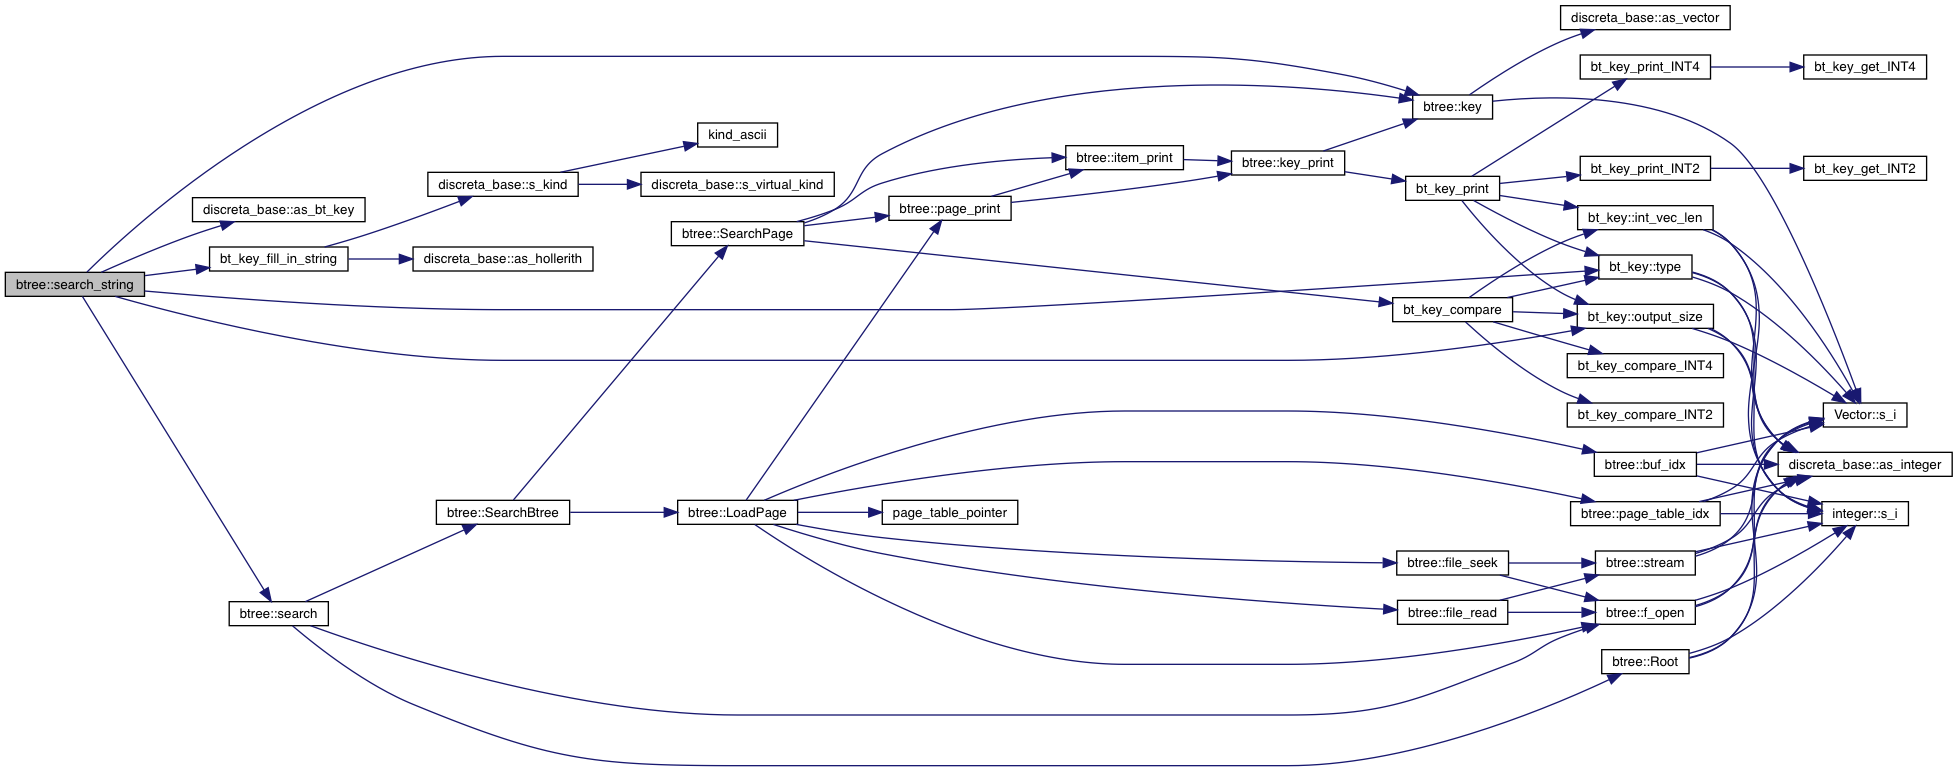 discreta_base::as_vector
bt_key_print_INT4
bt_key_get_INT4
btree::key
kind_ascii
btree::item_print
btree::key_print
bt_key_print_INT2
bt_key_get_INT2
discreta_base::s_kind
discreta_base::s_virtual_kind
bt_key_print
discreta_base::as_bt_key
btree::page_print
bt_key::int_vec_len
btree::SearchPage
bt_key_fill_in_string
discreta_base::as_hollerith
bt_key::type
btree::search_string
bt_key_compare
bt_key::output_size
bt_key_compare_INT4
bt_key_compare_INT2
Vector::s_i
btree::buf_idx
discreta_base::as_integer
btree::SearchBtree
btree::LoadPage
page_table_pointer
btree::page_table_idx
integer::s_i
btree::file_seek
btree::stream
btree::search
btree::file_read
btree::f_open
btree::Root